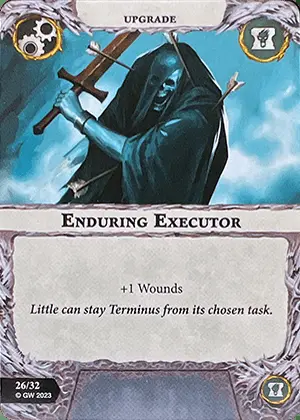 UPGRADE
ENDURING EXECUTOR
+1 Wounds
Little can stay Terminus from its chosen task.
26/32
© GW 2023